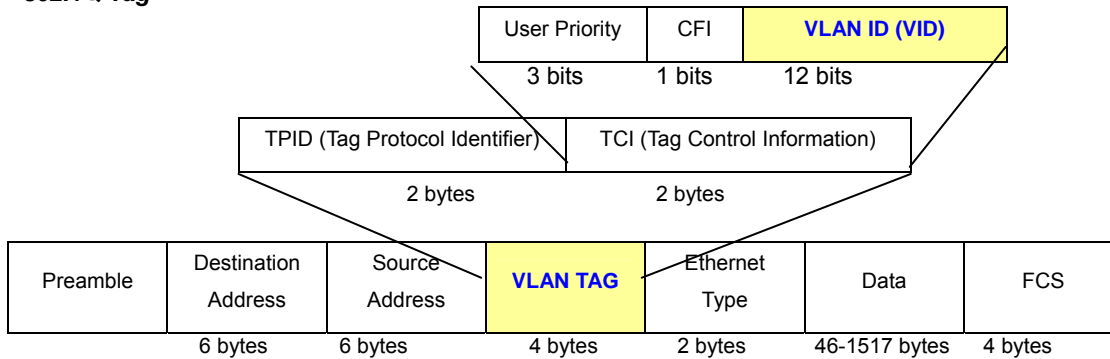 User Priority CFI VLAN ID (VID)
3 bits 1 bits 12 bits
TPID (Tag Protocol Identifier) TCI (Tag Control Information)
2 bytes 2 bytes
Preamble Destination Address Source Address VLAN TAG Ethernet Type Data FCS
6 bytes 6 bytes 4 bytes 2 bytes 46-1517 bytes 4 bytes